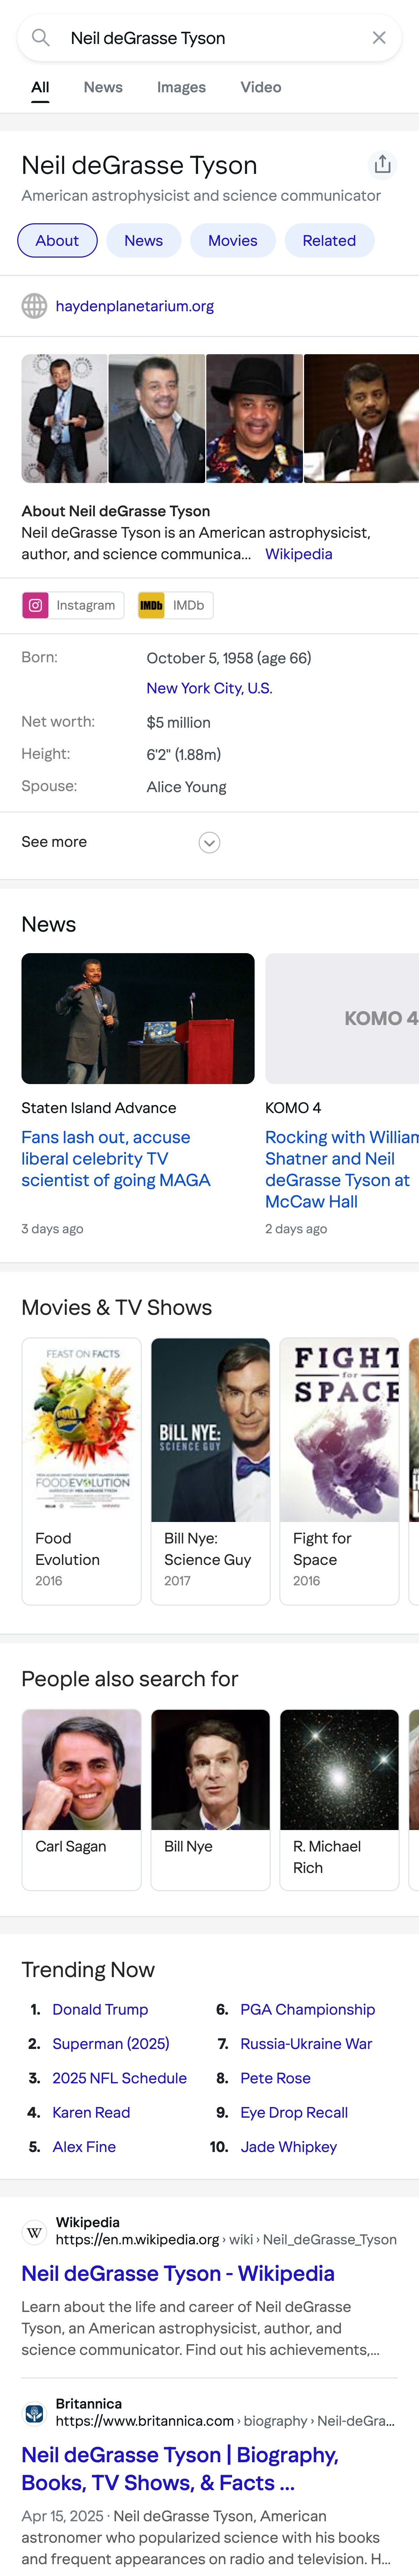 Neil deGrasse Tyson
All News Images Video
Neil deGrasse Tyson
American astrophysicist and science communicator
About News Movies Related
haydenplanetarium.org
About Neil deGrasse Tyson
Neil deGrasse Tyson is an American astrophysicist,
author, and science communica... Wikipedia
Instagram IMDb IMDb
Born: October 5, 1958 (age 66)
New York City, U.S.
Net worth: $5 million
Height: 6'2" (1.88m)
Spouse: Alice Young
See more
News
KOMO 4
Staten Island Advance
Fans lash out, accuse
liberal celebrity TV
scientist of going MAGA
3 days ago
KOMO 4
Rocking with William
Shatner and Neil
deGrasse Tyson at
McCaw Hall
2 days ago
Movies & TV Shows
FEAST ON FACTS
FOOD EVOLUTION
BILL NYE:
SCIENCE GUY
FIGHT
for
SPACE
Food
Evolution
2016
Bill Nye:
Science Guy
2017
Fight for
Space
2016
People also search for
Carl Sagan
Bill Nye
R. Michael
Rich
Trending Now
1. Donald Trump
2. Superman (2025)
3. 2025 NFL Schedule
4. Karen Read
5. Alex Fine
6. PGA Championship
7. Russia-Ukraine War
8. Pete Rose
9. Eye Drop Recall
10. Jade Whipkey
W
Wikipedia
https://en.m.wikipedia.org › wiki › Neil_deGrasse_Tyson
Neil deGrasse Tyson - Wikipedia
Learn about the life and career of Neil deGrasse
Tyson, an American astrophysicist, author, and
science communicator. Find out his achievements,...
Britannica
https://www.britannica.com › biography › Neil-deGra...
Neil deGrasse Tyson | Biography,
Books, TV Shows, & Facts ...
Apr 15, 2025 · Neil deGrasse Tyson, American
astronomer who popularized science with his books
and frequent appearances on radio and television. H...